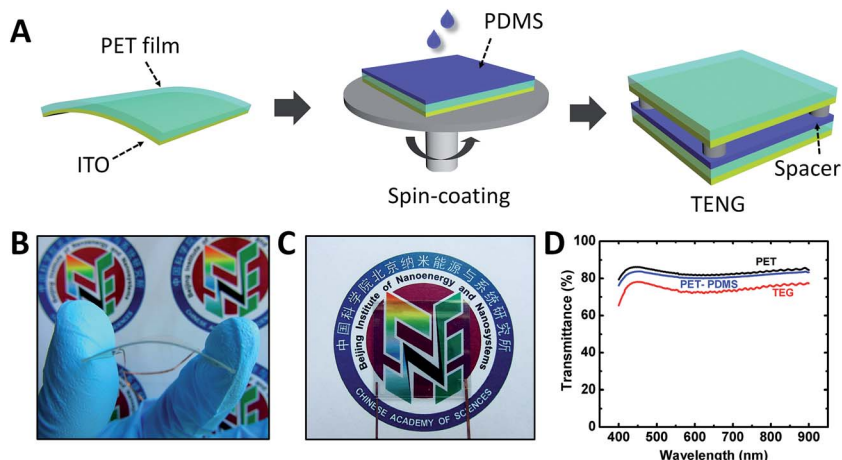 A
PET film
ITO
PDMS
Spin-coating
TENG
Spacer
B
C
中国科学院北京纳米能源与系统研究所
Beijing Institute of Nanoenergy and Nanosystems
CHINESE ACADEMY OF SCIENCES
D
Transmittance (%)
100
80
60
40
20
0
PET
PET- PDMS
TEG
400 500 600 700 800 900
Wavelength (nm)